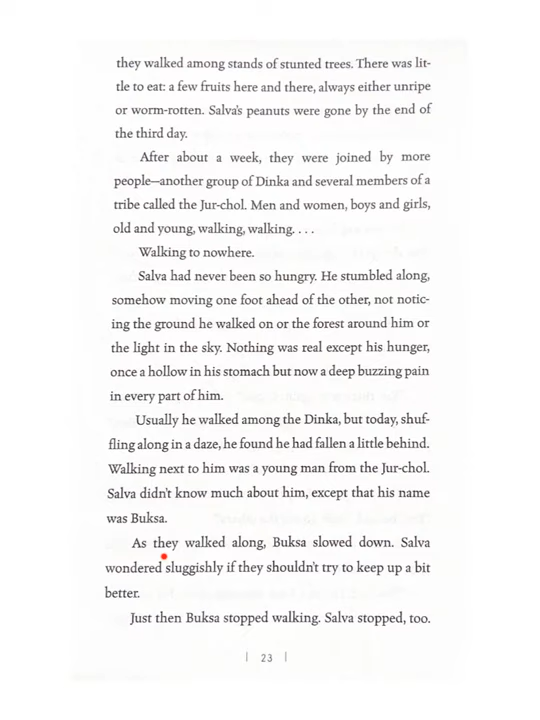 they walked among stands of stunted trees. There was lit-
tle to eat: a few fruits here and there, always either unripe
or worm-rotten. Salva's peanuts were gone by the end of
the third day.
After about a week, they were joined by more
people—another group of Dinka and several members of a
tribe called the Jur-chol. Men and women, boys and girls,
old and young, walking, walking. . . .
Walking to nowhere.
Salva had never been so hungry. He stumbled along,
somehow moving one foot ahead of the other, not notic-
ing the ground he walked on or the forest around him or
the light in the sky. Nothing was real except his hunger,
once a hollow in his stomach but now a deep buzzing pain
in every part of him.
Usually he walked among the Dinka, but today, shuf-
fling along in a daze, he found he had fallen a little behind.
Walking next to him was a young man from the Jur-chol.
Salva didn't know much about him, except that his name
was Buksa.
As they walked along, Buksa slowed down. Salva
wondered sluggishly if they shouldn't try to keep up a bit
better.
Just then Buksa stopped walking. Salva stopped, too.
| 23 |